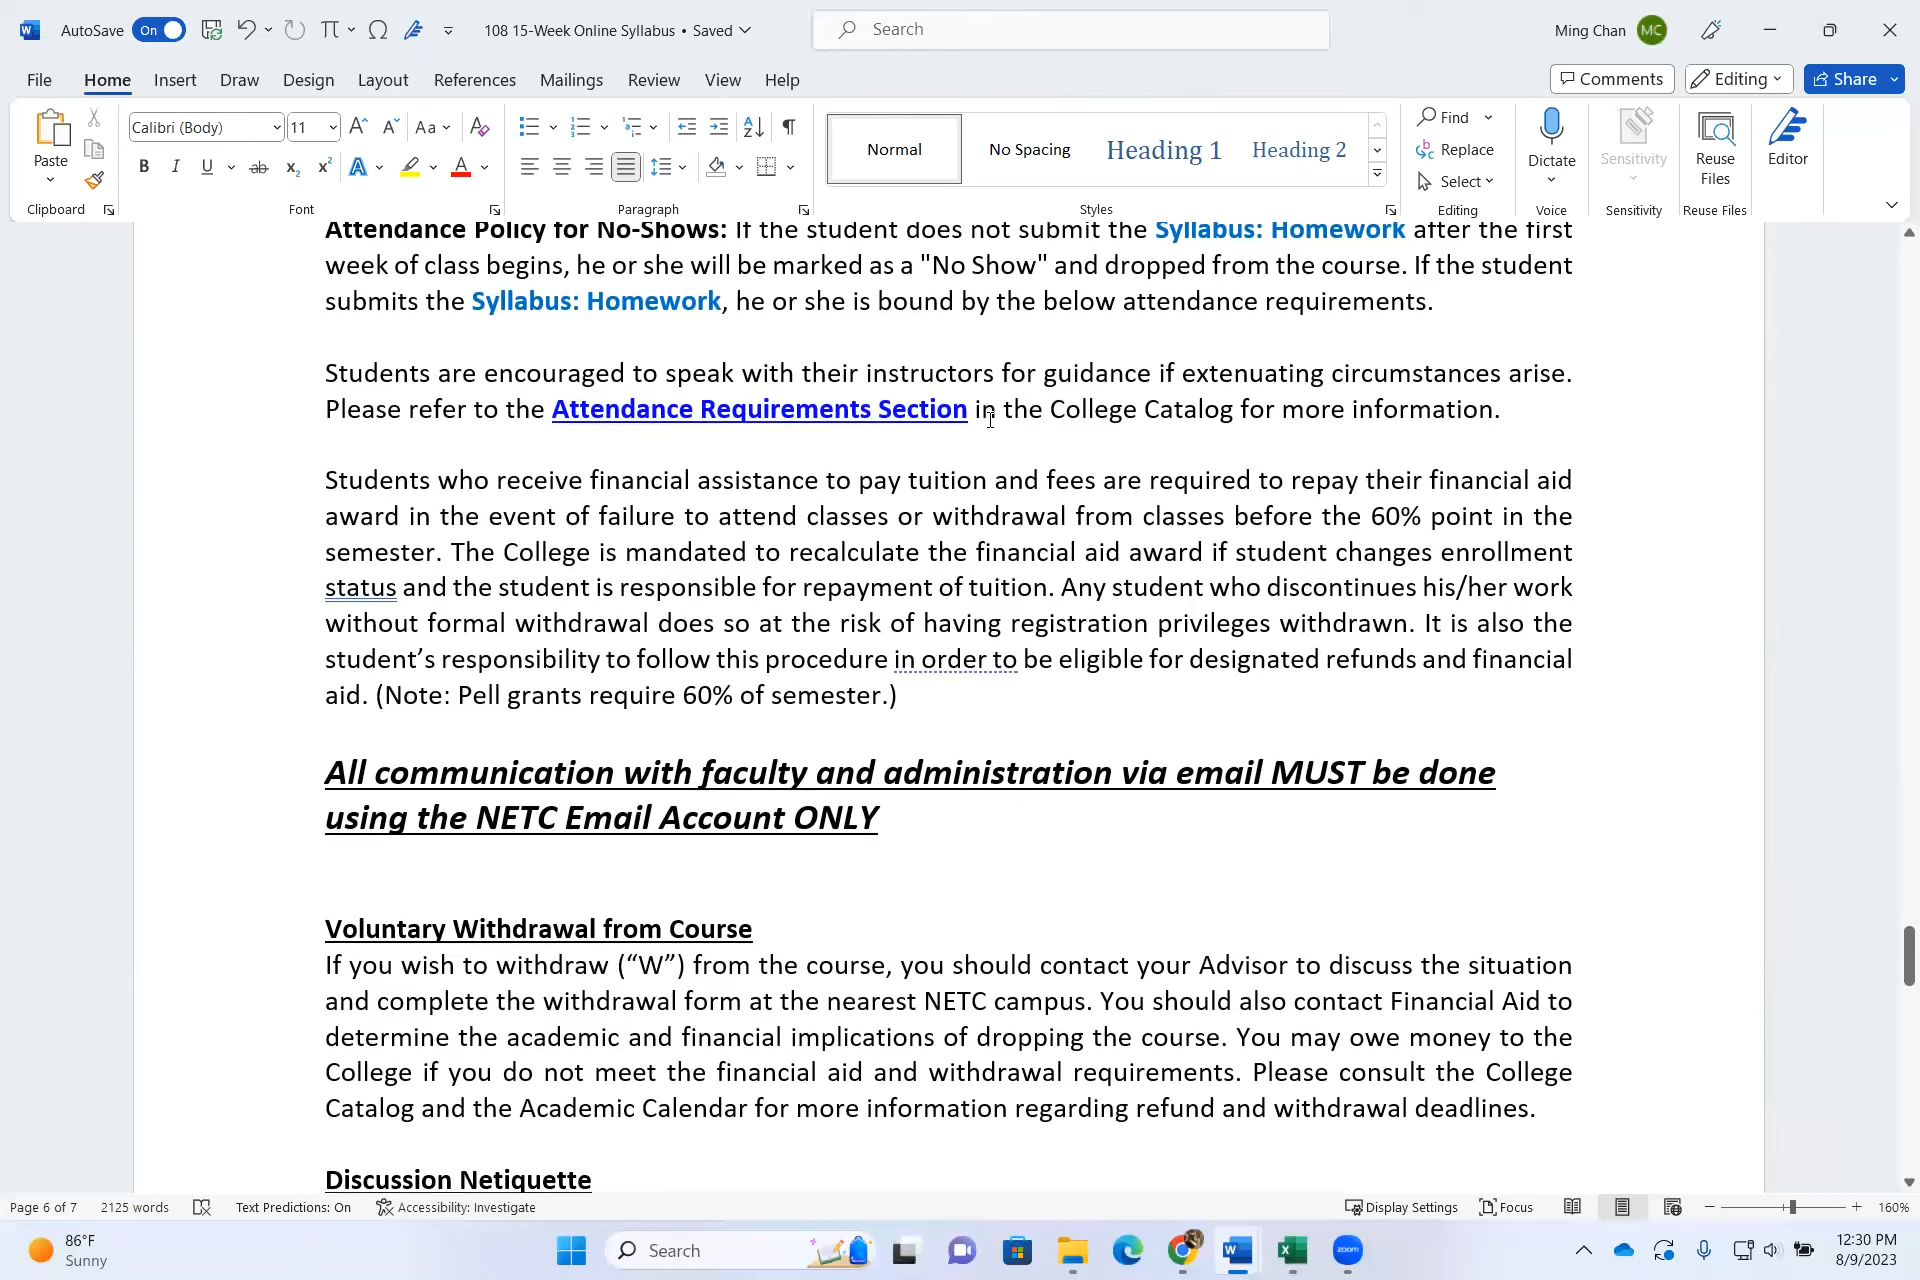 AutoSave On 108 15-Week Online Syllabus • Saved Search Ming Chan MC
File Home Insert Draw Design Layout References Mailings Review View Help Comments Editing Share
Calibri (Body) 11 Aa Normal No Spacing Heading 1 Heading 2 Find Replace Select
Paste Dictate Sensitivity Reuse Files Editor
Clipboard Font Paragraph Styles Editing Voice Sensitivity Reuse Files
Attendance Policy for No-Shows: If the student does not submit the Syllabus: Homework after the first
week of class begins, he or she will be marked as a "No Show" and dropped from the course. If the student
submits the Syllabus: Homework, he or she is bound by the below attendance requirements.
Students are encouraged to speak with their instructors for guidance if extenuating circumstances arise.
Please refer to the Attendance Requirements Section in the College Catalog for more information.
Students who receive financial assistance to pay tuition and fees are required to repay their financial aid
award in the event of failure to attend classes or withdrawal from classes before the 60% point in the
semester. The College is mandated to recalculate the financial aid award if student changes enrollment
status and the student is responsible for repayment of tuition. Any student who discontinues his/her work
without formal withdrawal does so at the risk of having registration privileges withdrawn. It is also the
student’s responsibility to follow this procedure in order to be eligible for designated refunds and financial
aid. (Note: Pell grants require 60% of semester.)
All communication with faculty and administration via email MUST be done
using the NETC Email Account ONLY
Voluntary Withdrawal from Course
If you wish to withdraw (“W”) from the course, you should contact your Advisor to discuss the situation
and complete the withdrawal form at the nearest NETC campus. You should also contact Financial Aid to
determine the academic and financial implications of dropping the course. You may owe money to the
College if you do not meet the financial aid and withdrawal requirements. Please consult the College
Catalog and the Academic Calendar for more information regarding refund and withdrawal deadlines.
Discussion Netiquette
Page 6 of 7 2125 words Text Predictions: On Accessibility: Investigate Display Settings Focus 160%
86°F
Sunny
Search
zoom
12:30 PM
8/9/2023